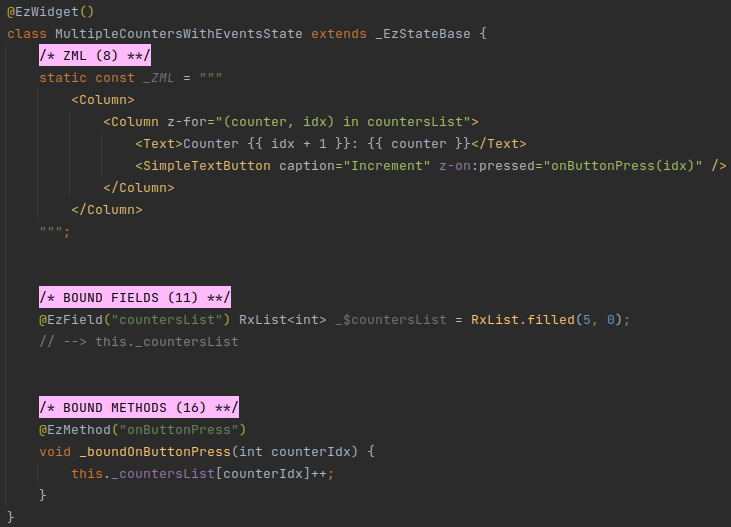 @EzWidget()
class MultipleCountersWithEventsState extends _EzStateBase {
    /* ZML (8) **/
    static const _ZML = """
        <Column>
            <Column z-for="(counter, idx) in countersList">
                <Text>Counter {{ idx + 1 }}: {{ counter }}</Text>
                <SimpleTextButton caption="Increment" z-on:pressed="onButtonPress(idx)" />
            </Column>
        </Column>
    """;
    /* BOUND FIELDS (11) **/
    @EzField("countersList") RxList<int> _$countersList = RxList.filled(5, 0);
    // --> this._countersList
    /* BOUND METHODS (16) **/
    @EzMethod("onButtonPress")
    void _boundOnButtonPress(int counterIdx) {
        this._countersList[counterIdx]++;
    }
}